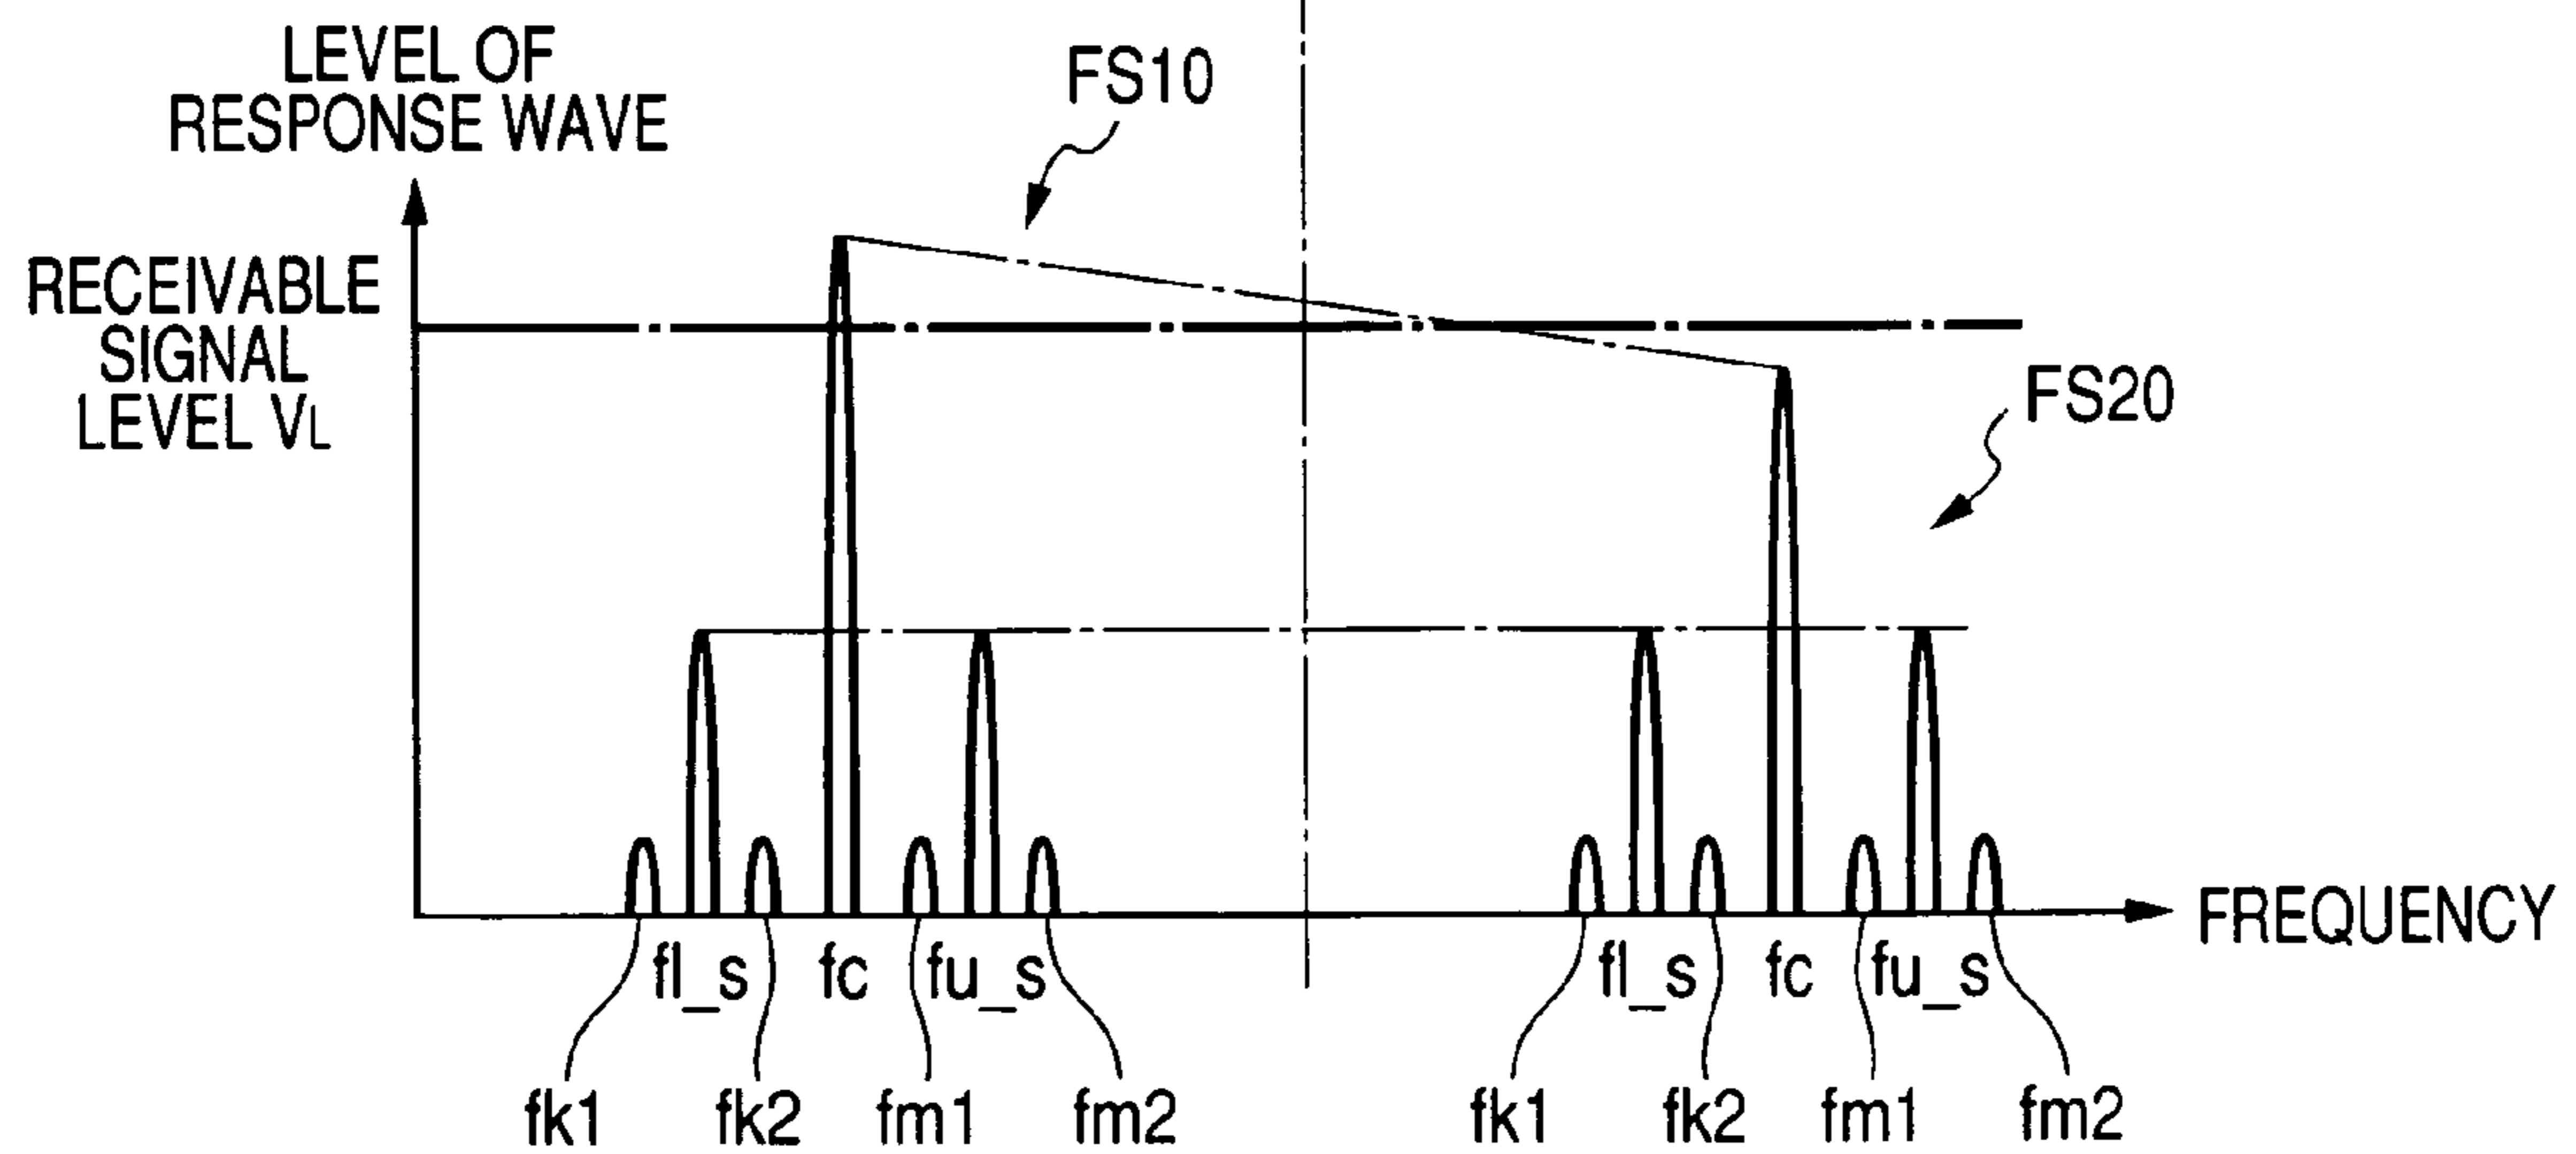 LEVEL OF
RESPONSE WAVE
FS10
RECEIVABLE
SIGNAL
LEVEL VL
FS20
FREQUENCY
fl_s fc fu_s fl_s fc fu_s
fk1 fk2 fm1 fm2 fk1 fk2 fm1 fm2